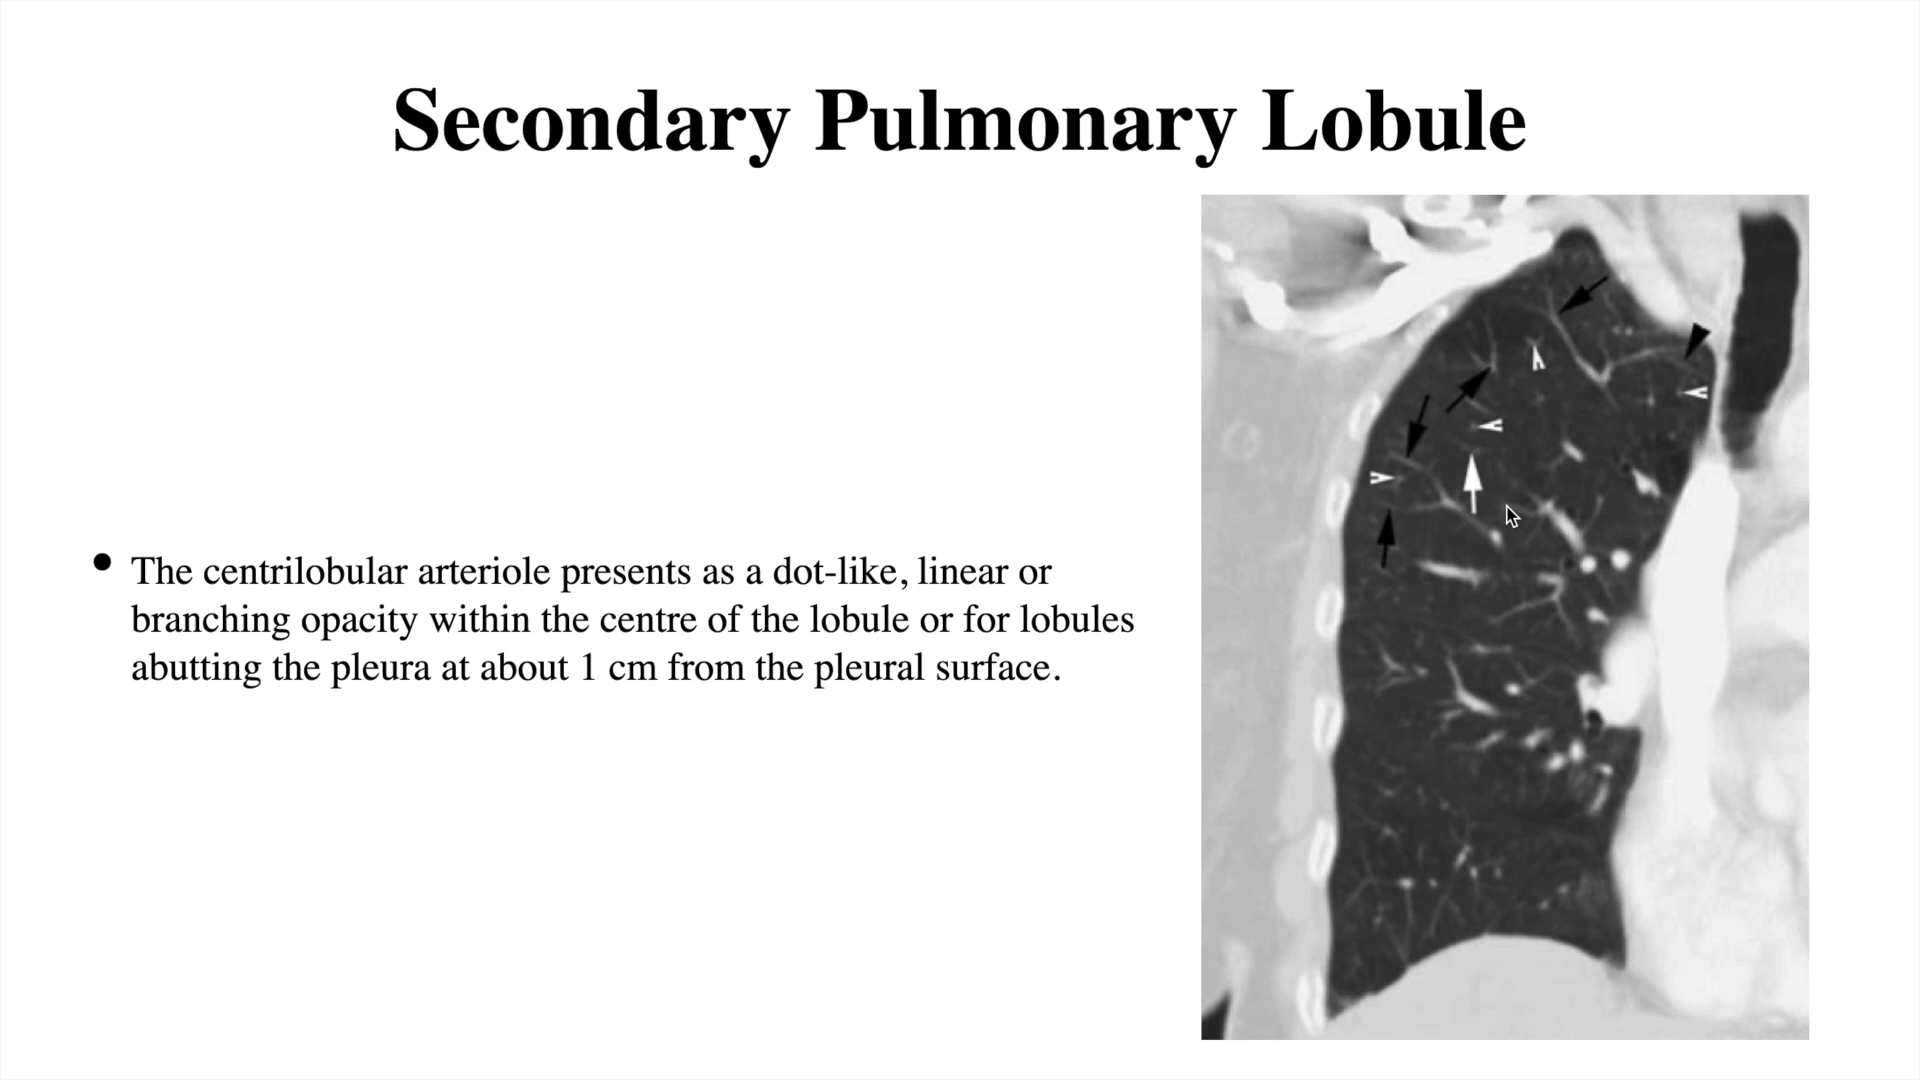 Secondary Pulmonary Lobule
• The centrilobular arteriole presents as a dot-like, linear or
branching opacity within the centre of the lobule or for lobules
abutting the pleura at about 1 cm from the pleural surface.